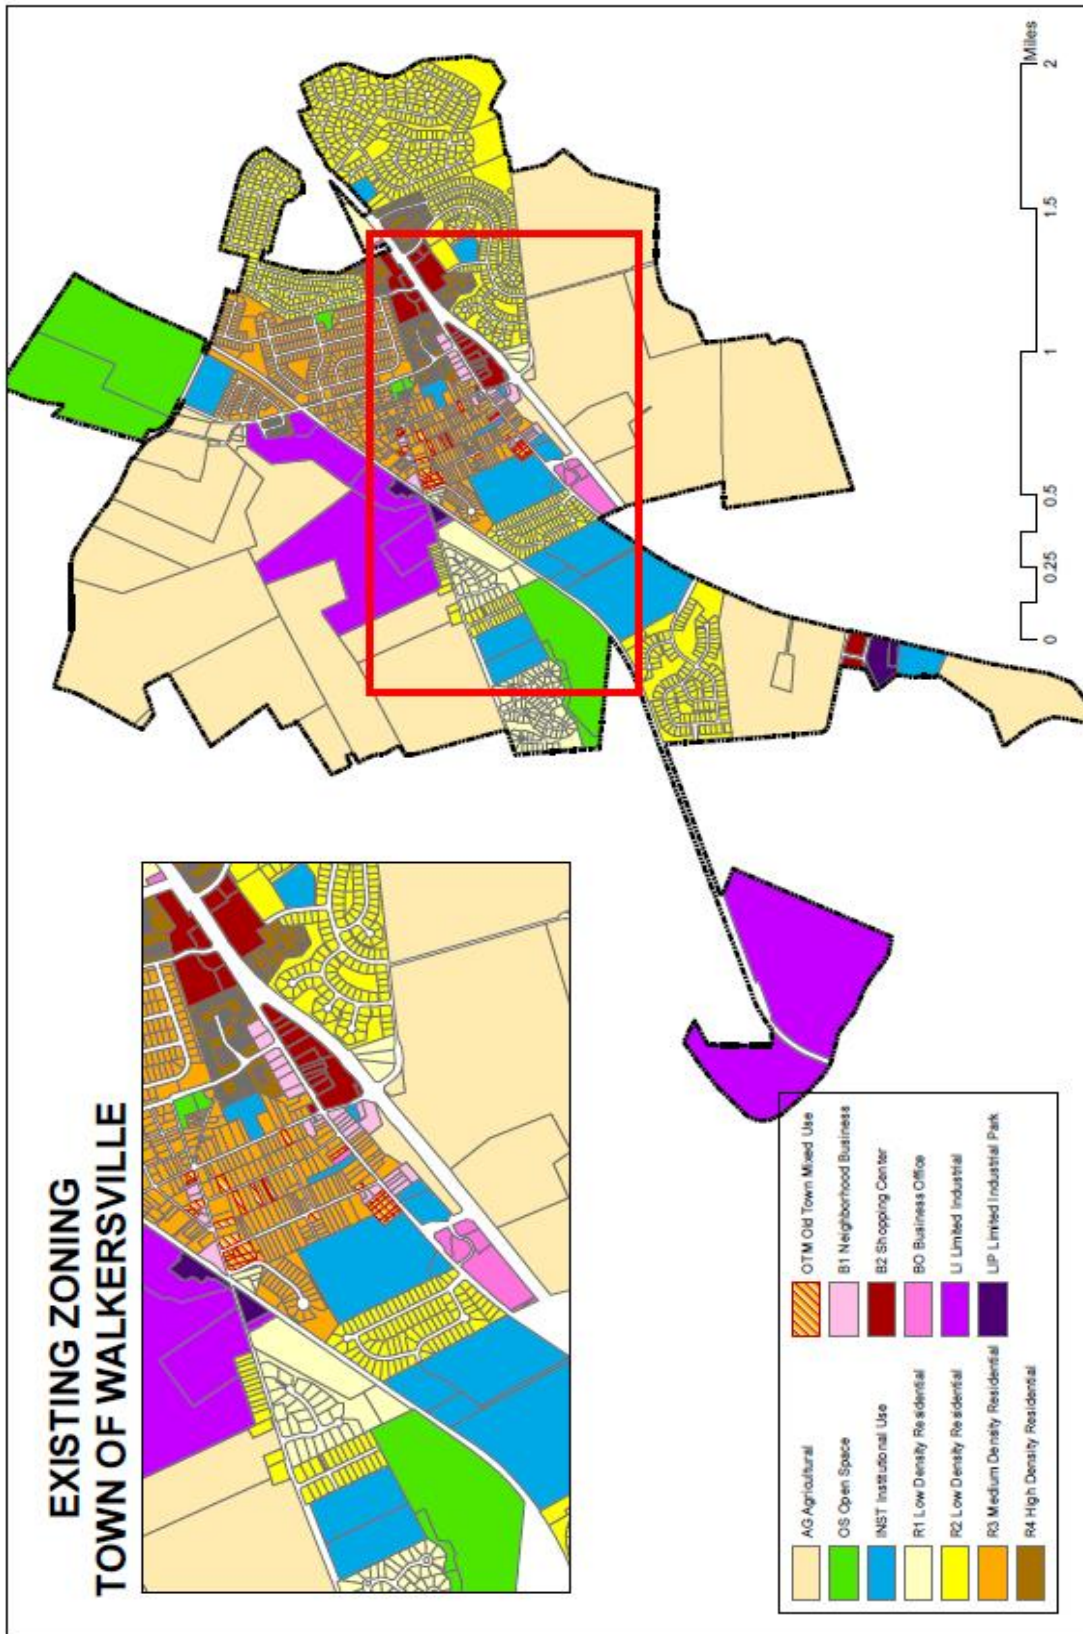 EXISTING ZONING
TOWN OF WALKERSVILLE
AG Agricultural
OS Open Space
INST Institutional Use
R1 Low Density Residential
R2 Low Density Residential
R3 Medium Density Residential
R4 High Density Residential
OTM Old Town Mixed Use
B1 Neighborhood Business
B2 Shopping Center
BO Business Office
LI Limited Industrial
LIP Limited Industrial Park
0 0.25 0.5 1 1.5 2
Miles